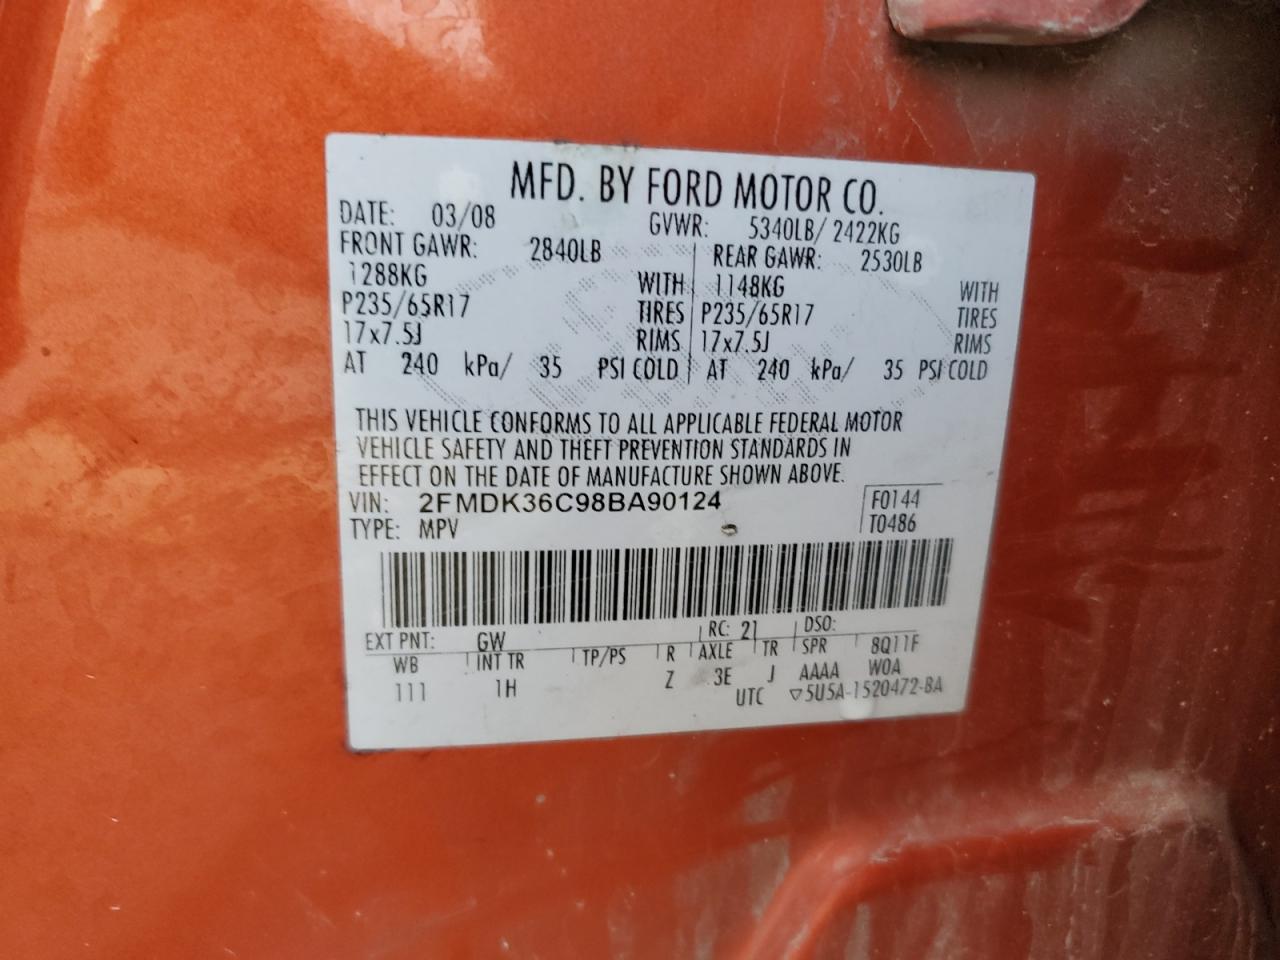 MFD. BY FORD MOTOR CO.
DATE: 03/08 GVWR: 5340LB/ 2422KG
FRONT GAWR: 2840LB REAR GAWR: 2530LB
1288KG WITH 1148KG WITH
P235/65R17 TIRES P235/65R17 TIRES
17x7.5J RIMS 17x7.5J RIMS
AT 240 kPa/ 35 PSI COLD AT 240 kPa/ 35 PSI COLD
THIS VEHICLE CONFORMS TO ALL APPLICABLE FEDERAL MOTOR
VEHICLE SAFETY AND THEFT PREVENTION STANDARDS IN
EFFECT ON THE DATE OF MANUFACTURE SHOWN ABOVE.
VIN: 2FMDK36C98BA90124 F0144
TYPE: MPV T0486
EXT PNT: GW RC: 21 DSO:
WB INT TR TP/PS R AXLE TR SPR 8Q11F
111 1H Z 3E J AAAA W0A
UTC ▽5U5A-1520472-BA